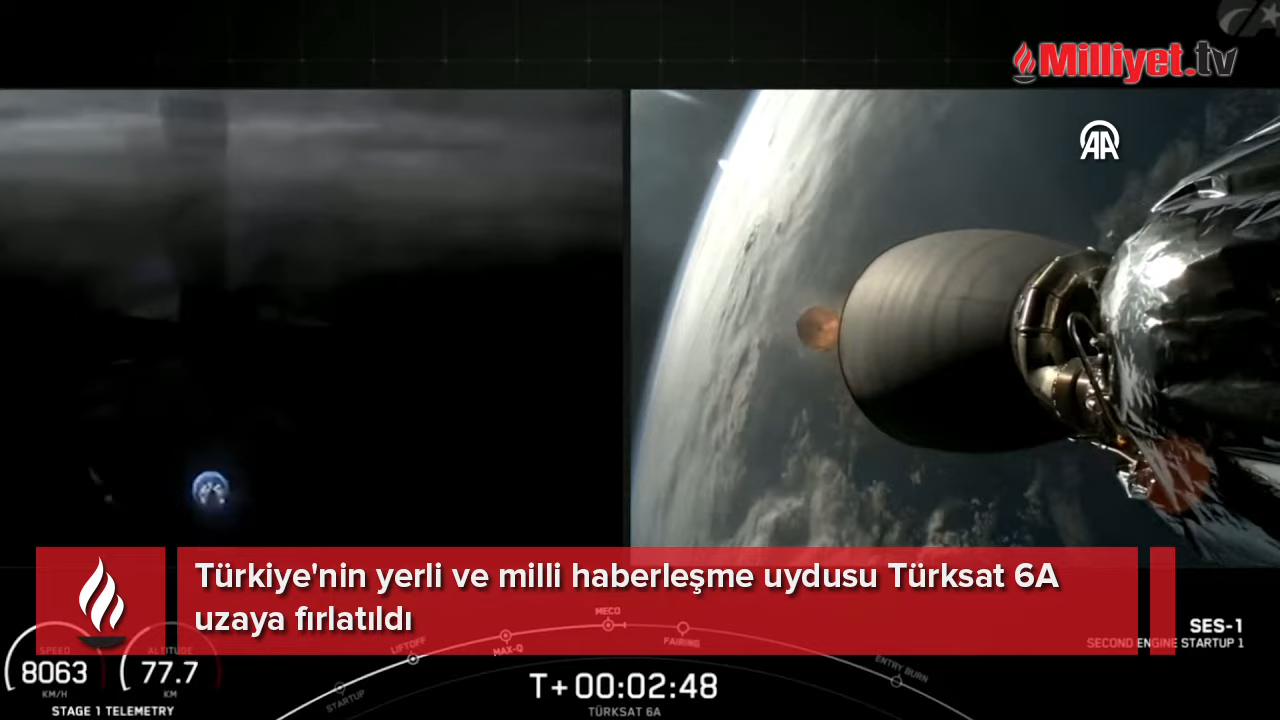 Milliyet.tv
AA
Türkiye'nin yerli ve milli haberleşme uydusu Türksat 6A
uzaya fırlatıldı
SPEED
8063
KM/H
ALTITUDE
77.7
KM
STAGE 1 TELEMETRY
STARTUP
LIFTOFF
MAX-Q
MECO
FAIRING
ENTRY BURN
T+00:02:48
TÜRKSAT 6A
SES-1
SECOND ENGINE STARTUP 1